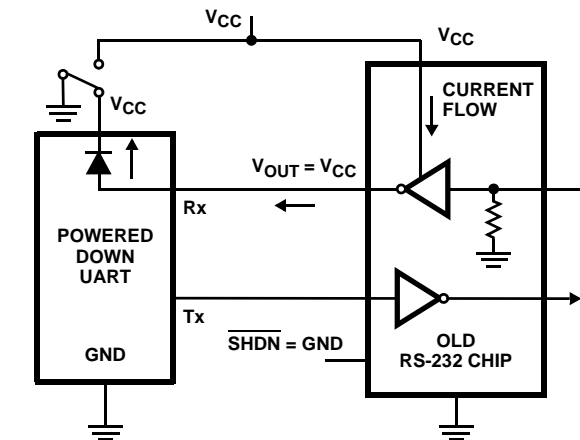 VCC
VCC
VCC
CURRENT
FLOW
VOUT = VCC
Rx
POWERED
DOWN
UART
Tx
GND
SHDN = GND
OLD
RS-232 CHIP